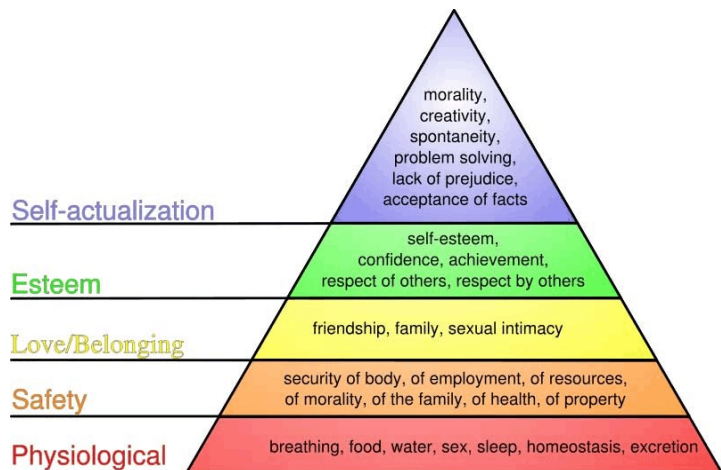 morality,
creativity,
spontaneity,
problem solving,
lack of prejudice,
acceptance of facts
Self-actualization
self-esteem,
confidence, achievement,
respect of others, respect by others
Esteem
friendship, family, sexual intimacy
Love/Belonging
security of body, of employment, of resources,
of morality, of the family, of health, of property
Safety
breathing, food, water, sex, sleep, homeostasis, excretion
Physiological